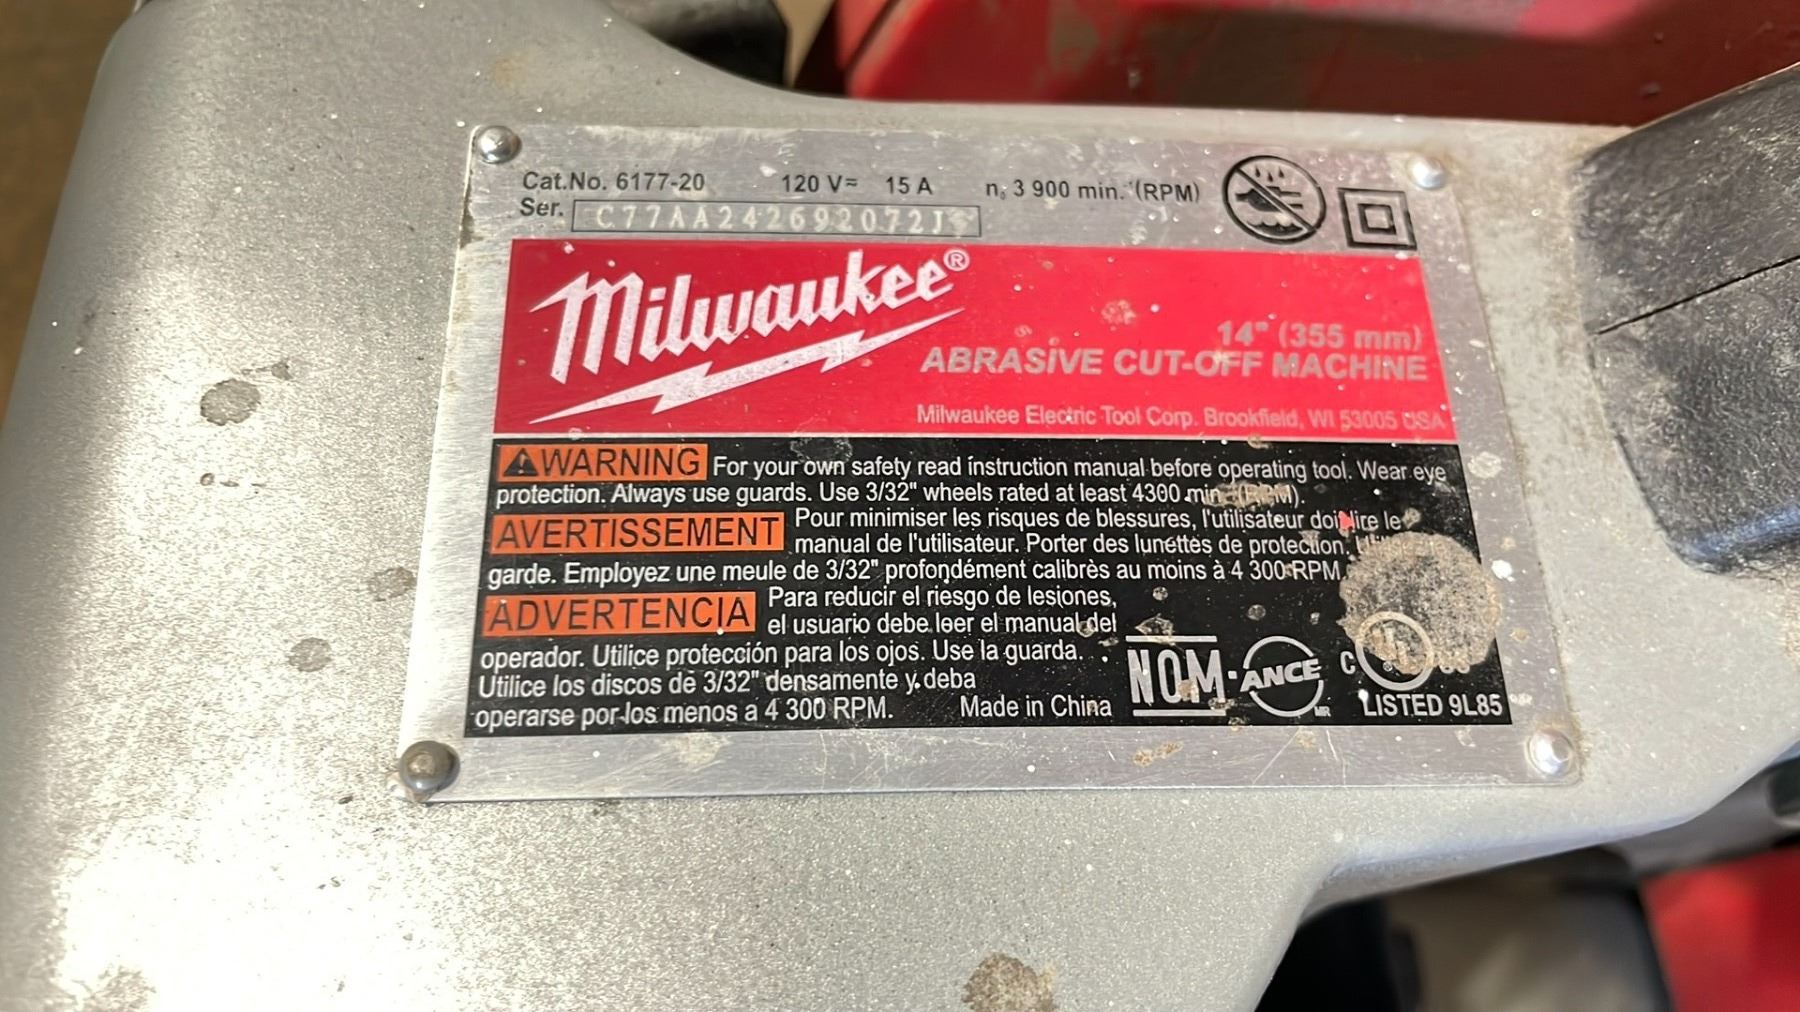 Cat.No. 6177-20 120 V≂ 15 A n₀ 3 900 min.⁻¹(RPM)
Ser. C77AA242692072J
Milwaukee®
14" (355 mm)
ABRASIVE CUT-OFF MACHINE
Milwaukee Electric Tool Corp. Brookfield, WI 53005 USA
WARNING For your own safety read instruction manual before operating tool. Wear eye
protection. Always use guards. Use 3/32" wheels rated at least 4300 min.⁻¹(RPM).
AVERTISSEMENT Pour minimiser les risques de blessures, l'utilisateur doit lire le
manual de l'utilisateur. Porter des lunettes de protection.
garde. Employez une meule de 3/32" profondément calibrès au moins à 4 300 RPM.
ADVERTENCIA Para reducir el riesgo de lesiones,
el usuario debe leer el manual del
operador. Utilice protección para los ojos. Use la guarda.
Utilice los discos de 3/32" densamente y deba
operarse por los menos a 4 300 RPM. Made in China
NOM-ANCE
MR
C US
LISTED 9L85